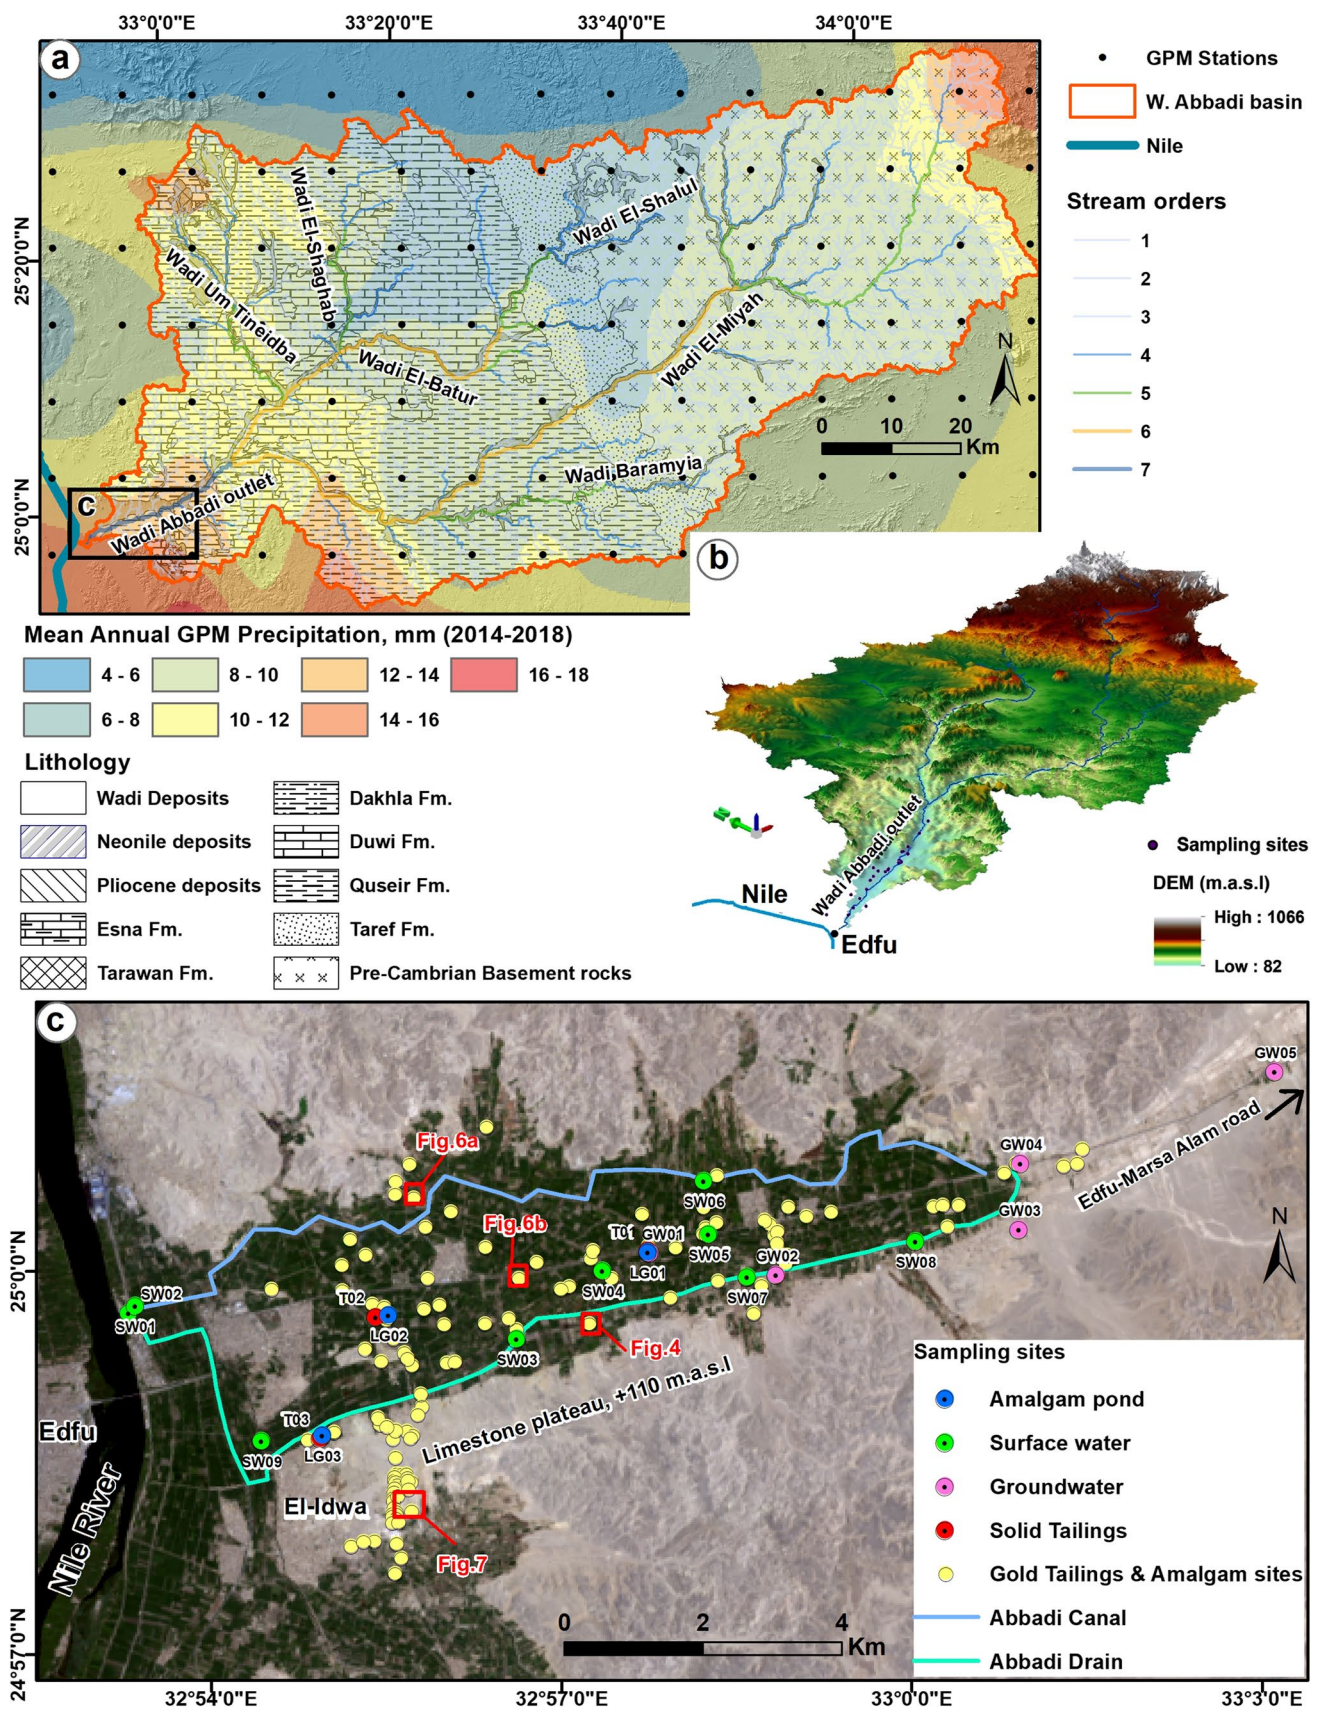 33°0'0"E
33°20'0"E
33°40'0"E
34°0'0"E
a
GPM Stations
W. Abbadi basin
Nile
Stream orders
1
2
3
4
5
6
7
25°20'0"N
25°0'0"N
Wadi El-Shaghab
Wadi El-Shalul
Wadi Um Tineidba
Wadi El-Batur
Wadi El-Miyah
Wadi Baramyia
Wadi Abbadi outlet
C
N
0 10 20
Km
Mean Annual GPM Precipitation, mm (2014-2018)
4 - 6
8 - 10
12 - 14
16 - 18
6 - 8
10 - 12
14 - 16
Lithology
Wadi Deposits
Dakhla Fm.
Neonile deposits
Duwi Fm.
Pliocene deposits
Quseir Fm.
Esna Fm.
Taref Fm.
Tarawan Fm.
Pre-Cambrian Basement rocks
b
N
Wadi Abbadi outlet
Nile
Edfu
Sampling sites
DEM (m.a.s.l)
High : 1066
Low : 82
c
GW05
Edfu-Marsa Alam road
GW04
Fig.6a
SW06
GW03
Fig.6b
T01
GW01
SW05
GW02
SW08
LG01
SW04
SW07
SW02
SW01
T02
LG02
SW03
Fig.4
Limestone plateau, +110 m.a.s.l
T03
LG03
SW09
Edfu
El-Idwa
Fig.7
Nile River
N
Sampling sites
Amalgam pond
Surface water
Groundwater
Solid Tailings
Gold Tailings & Amalgam sites
Abbadi Canal
Abbadi Drain
0 2 4
Km
25°0'0"N
24°57'0"N
32°54'0"E
32°57'0"E
33°0'0"E
33°3'0"E